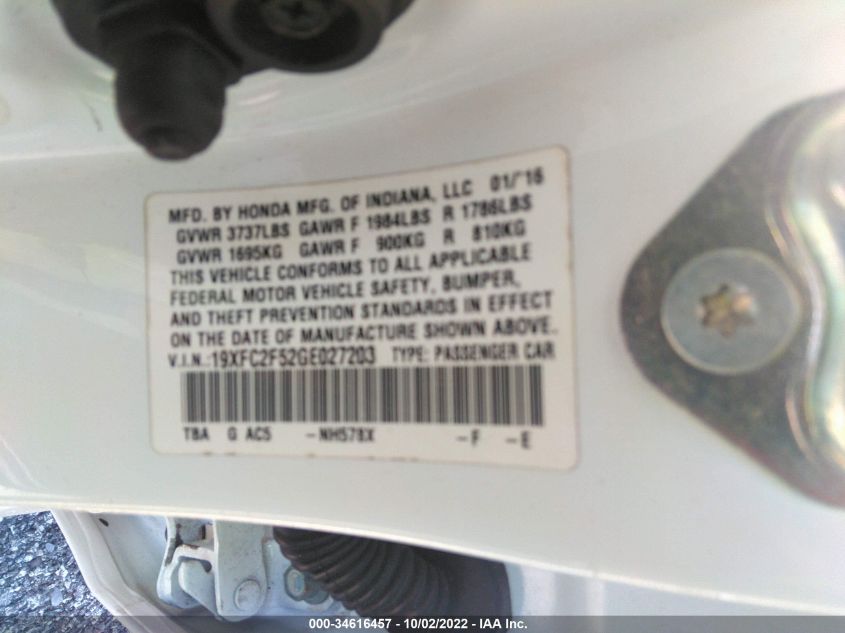 MFD. BY HONDA MFG. OF INDIANA, LLC 01/'16
GVWR 3737LBS GAWR F 1984LBS R 1786LBS
GVWR 1695KG GAWR F 900KG R 810KG
THIS VEHICLE CONFORMS TO ALL APPLICABLE
FEDERAL MOTOR VEHICLE SAFETY, BUMPER,
AND THEFT PREVENTION STANDARDS IN EFFECT
ON THE DATE OF MANUFACTURE SHOWN ABOVE.
V.I.N.:19XFC2F52GE027203 TYPE: PASSENGER CAR
TBA G AC5 -NH578X -F -E
000-34616457 - 10/02/2022 - IAA Inc.